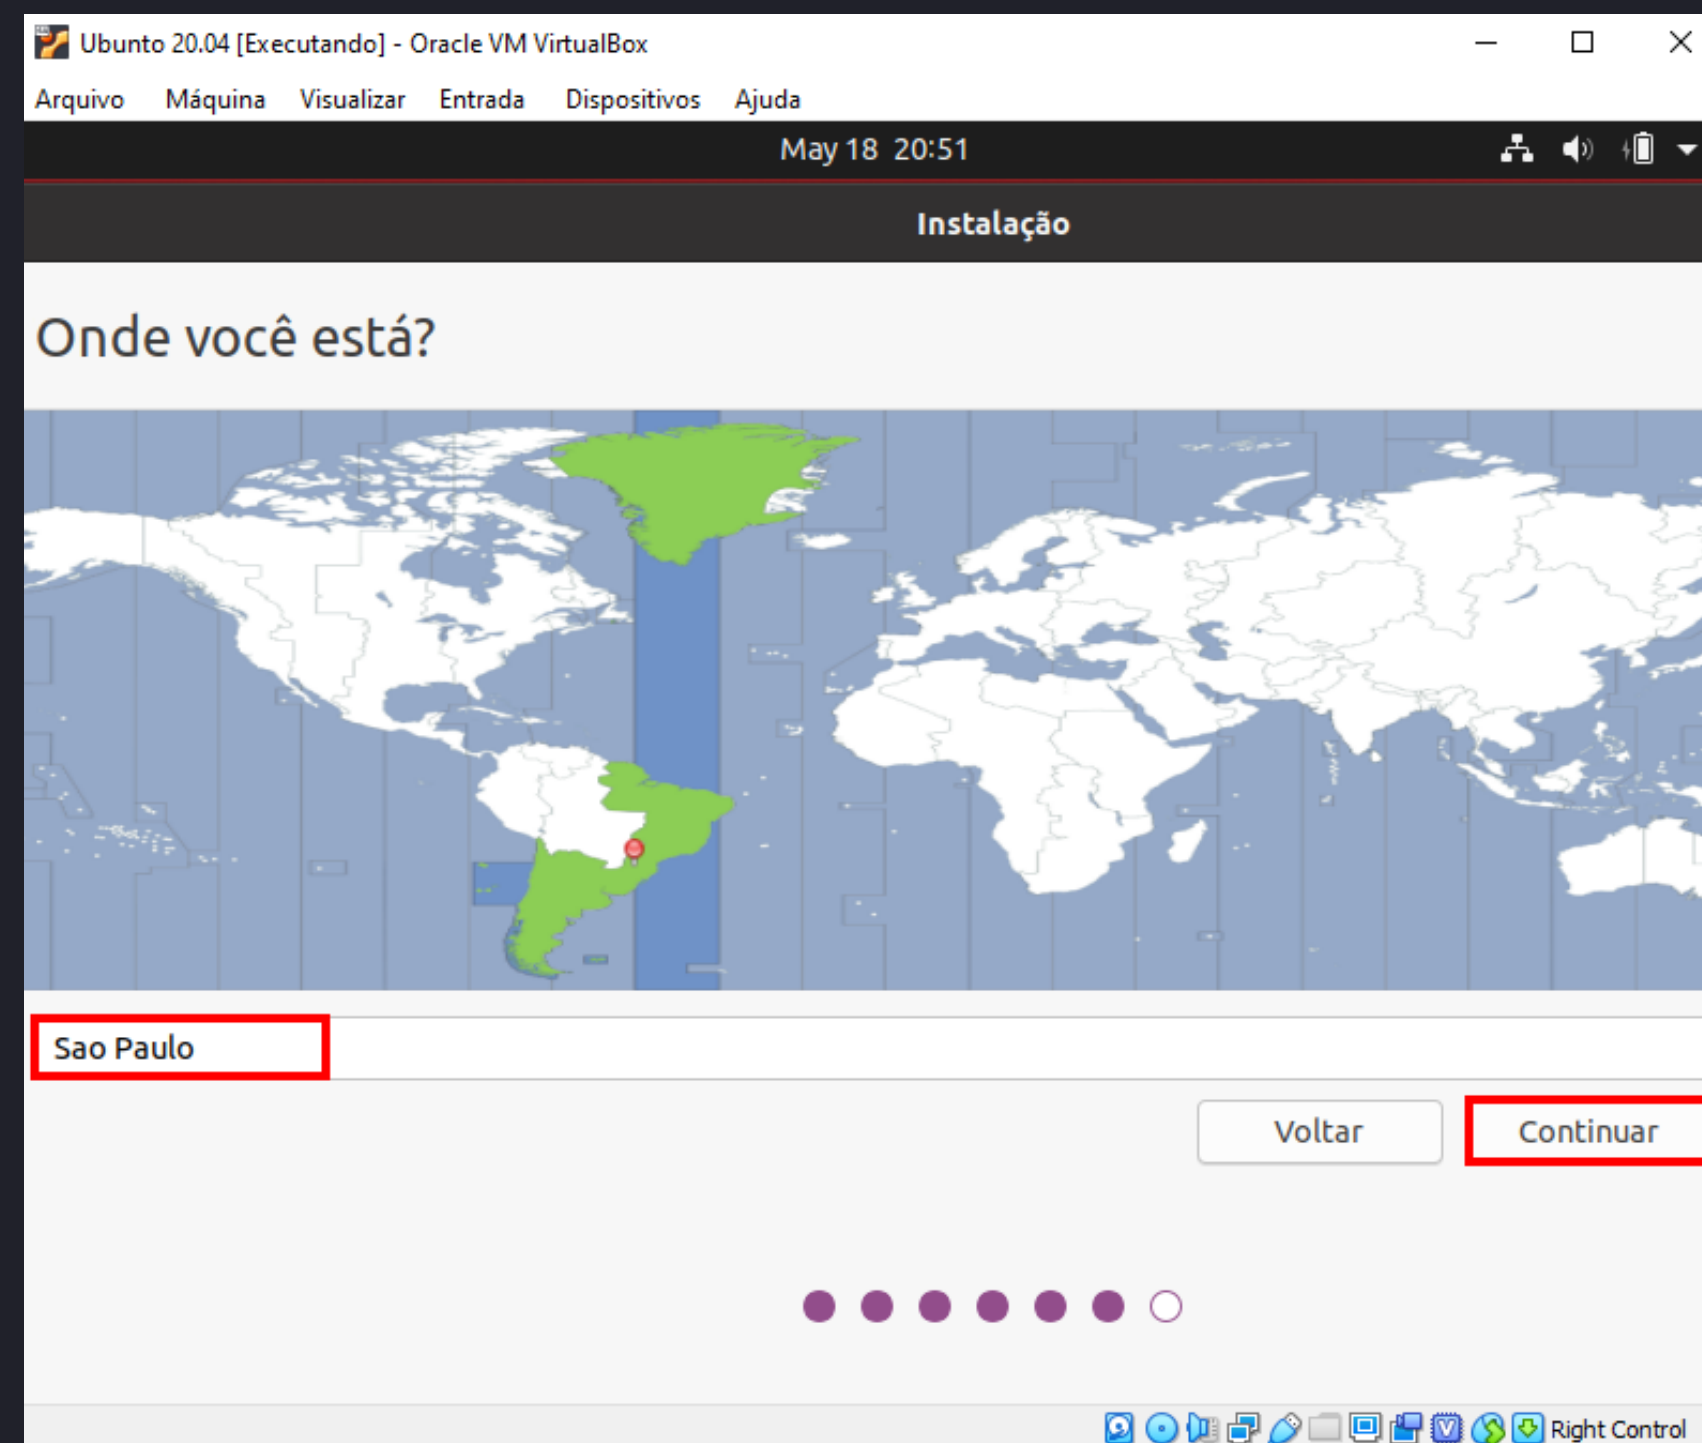 Ubunto 20.04 [Executando] - Oracle VM VirtualBox
Arquivo Máquina Visualizar Entrada Dispositivos Ajuda
May 18 20:51
Instalação
Onde você está?
Sao Paulo
Voltar Continuar
Right Control